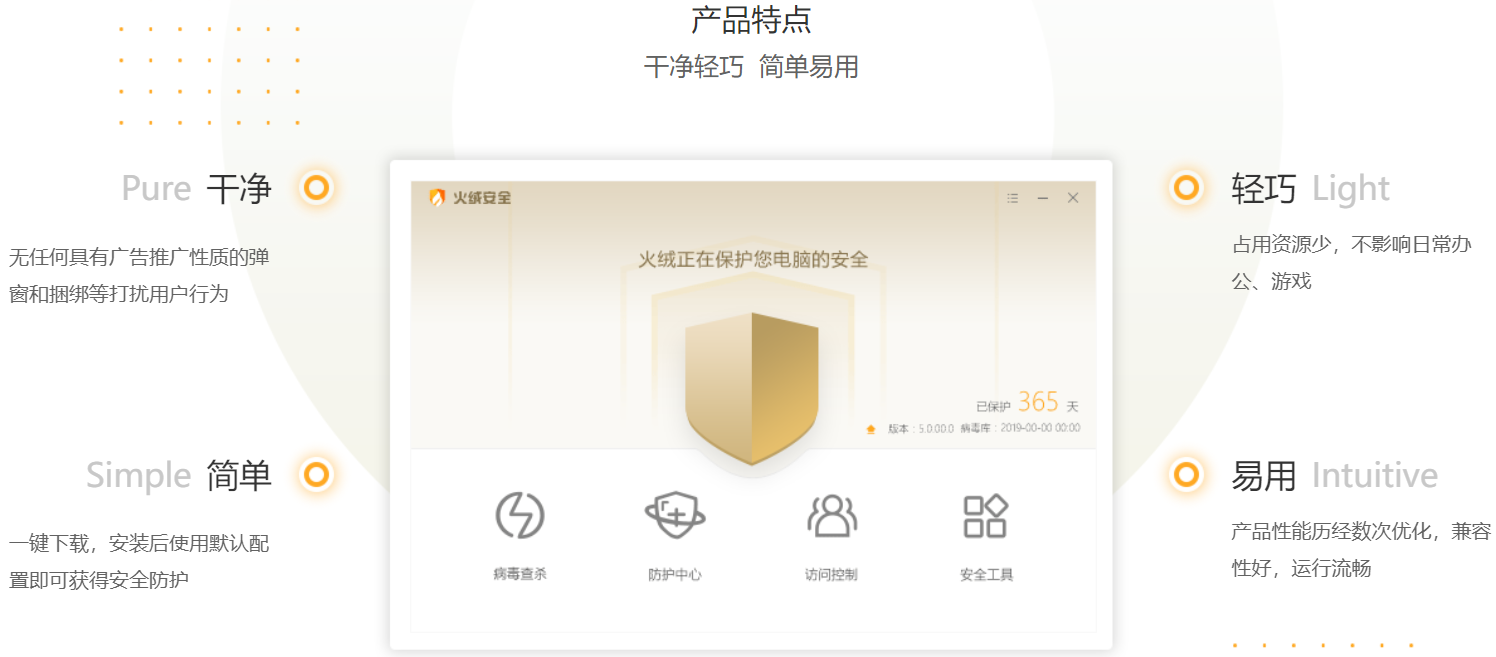 产品特点
干净轻巧 简单易用
Pure 干净
无任何具有广告推广性质的弹
窗和捆绑等打扰用户行为
Simple 简单
一键下载，安装后使用默认配
置即可获得安全防护
火绒安全
火绒正在保护您电脑的安全
已保护 365 天
版本：5.0.00.0 病毒库：2019-00-00 00:00
病毒查杀
防护中心
访问控制
安全工具
轻巧 Light
占用资源少，不影响日常办
公、游戏
易用 Intuitive
产品性能历经数次优化，兼容
性好，运行流畅